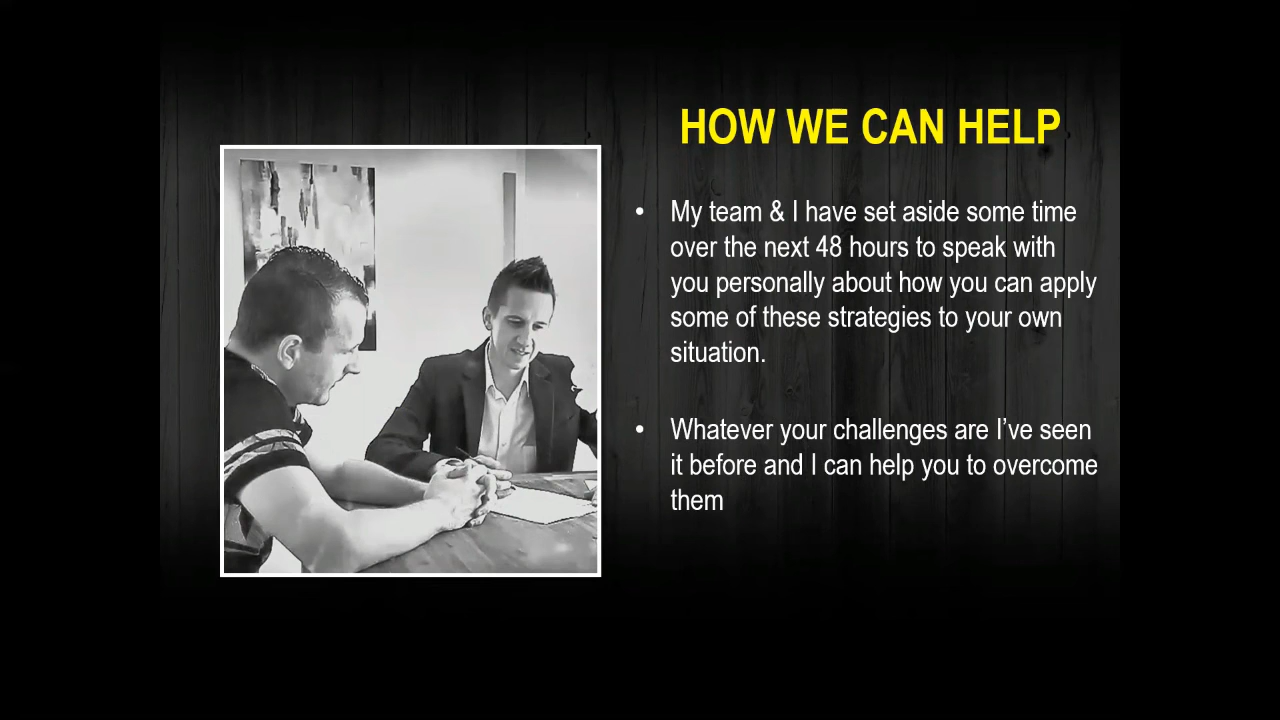 HOW WE CAN HELP
• My team & I have set aside some time
over the next 48 hours to speak with
you personally about how you can apply
some of these strategies to your own
situation.
• Whatever your challenges are I’ve seen
it before and I can help you to overcome
them